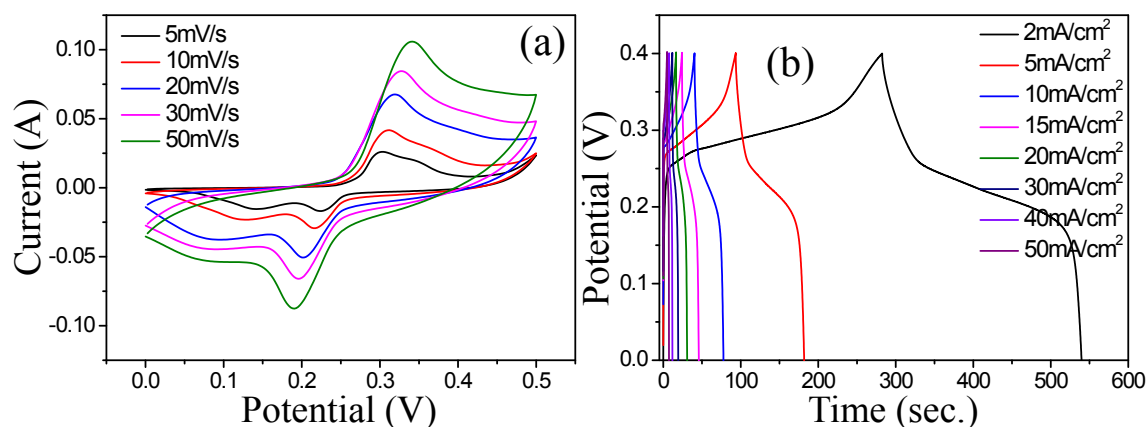 (a)
5mV/s
10mV/s
20mV/s
30mV/s
50mV/s
Current (A)
0.10
0.05
0.00
-0.05
-0.10
0.0 0.1 0.2 0.3 0.4 0.5
Potential (V)
(b)
2mA/cm²
5mA/cm²
10mA/cm²
15mA/cm²
20mA/cm²
30mA/cm²
40mA/cm²
50mA/cm²
Potential (V)
0.4
0.3
0.2
0.1
0.0
0 100 200 300 400 500 600
Time (sec.)